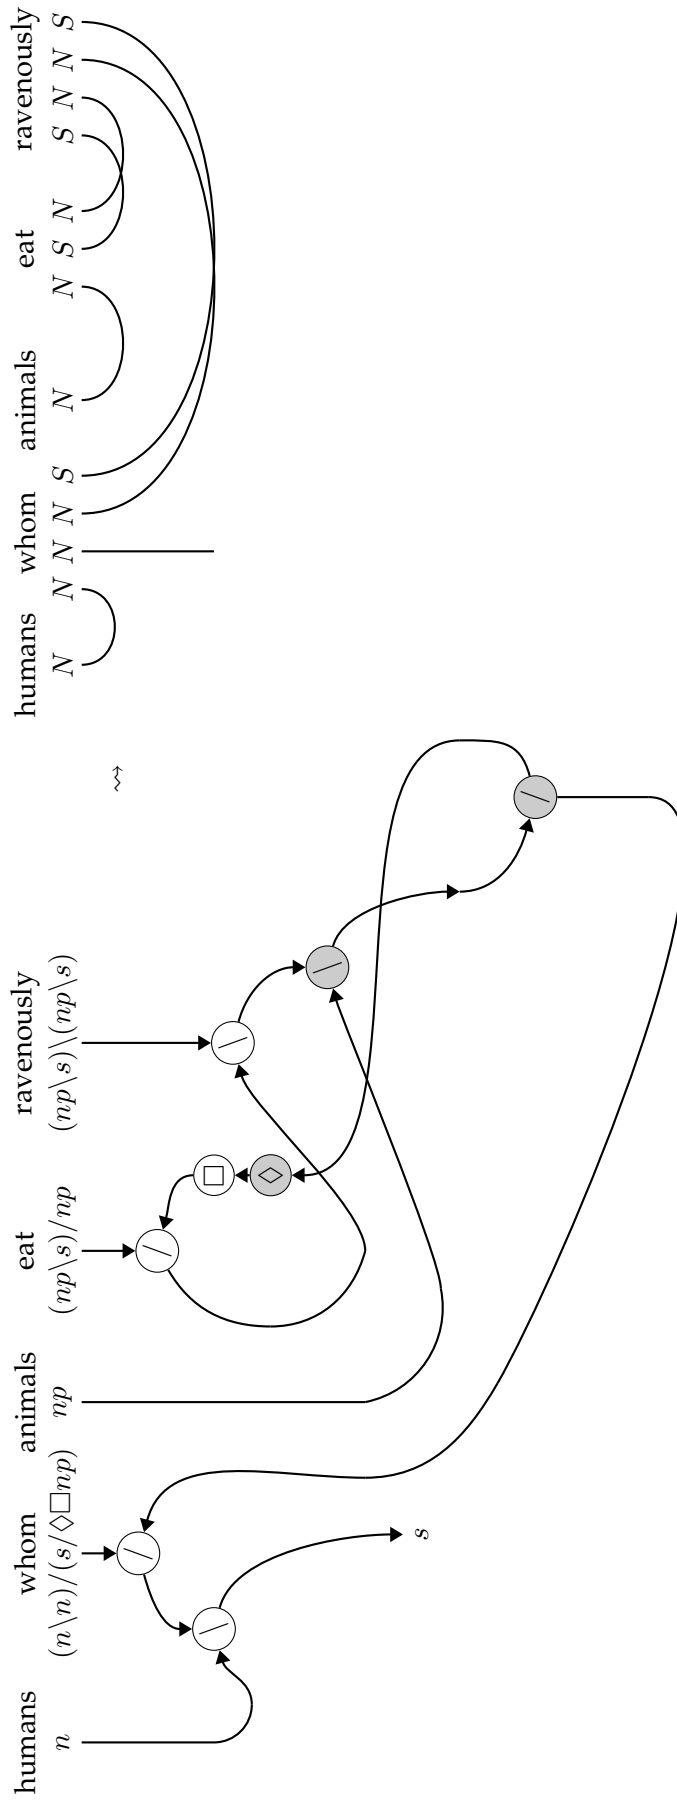 humans whom animals eat ravenously
n (n\n)/(s/◇□np) np (np\s)/np (np\s)\(np\s)
/
\
□
◇
\
\
/
s
⇝
humans whom animals eat ravenously
N N N N S N N S N S N N S